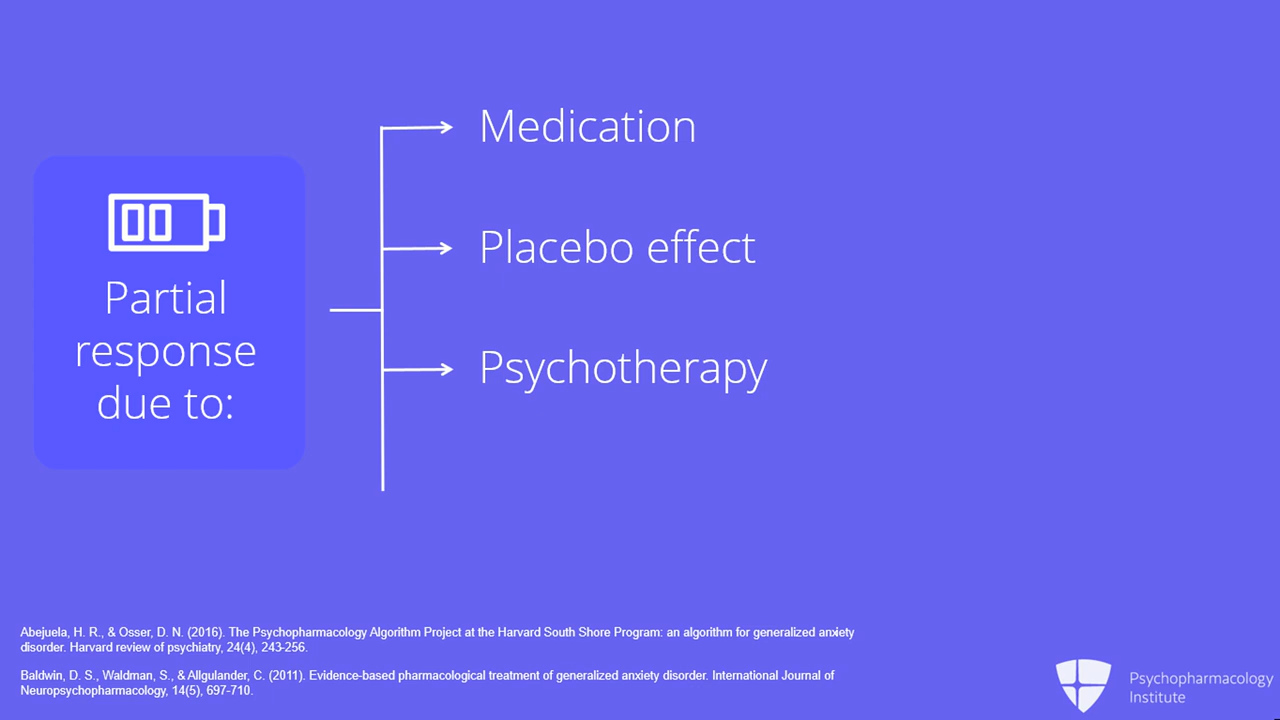 Medication
Placebo effect
Psychotherapy
Partial
response
due to:
Abejuela, H. R., & Osser, D. N. (2016). The Psychopharmacology Algorithm Project at the Harvard South Shore Program: an algorithm for generalized anxiety
disorder. Harvard review of psychiatry, 24(4), 243-256.
Baldwin, D. S., Waldman, S., & Allgulander, C. (2011). Evidence-based pharmacological treatment of generalized anxiety disorder. International Journal of
Neuropsychopharmacology, 14(5), 697-710.
Psychopharmacology
Institute